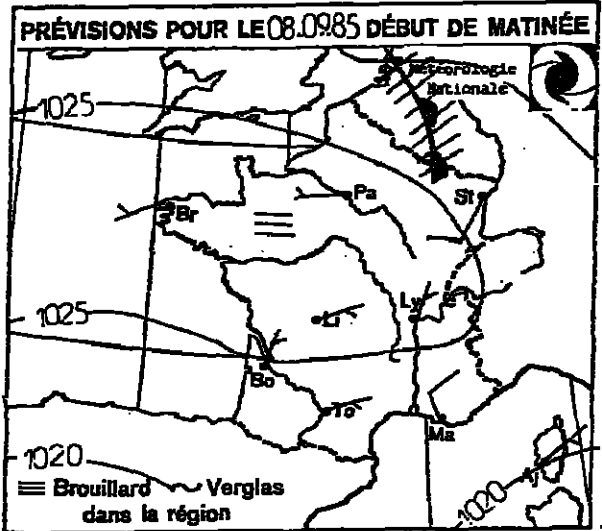 PRÉVISIONS POUR LE 08.09.85 DÉBUT DE MATINÉE
Météorologie
Nationale
1025
Pa
St
Br
1025
Li
Ly
Bo
To
Ma
Aj
1020
1020
Brouillard Verglas
dans la région